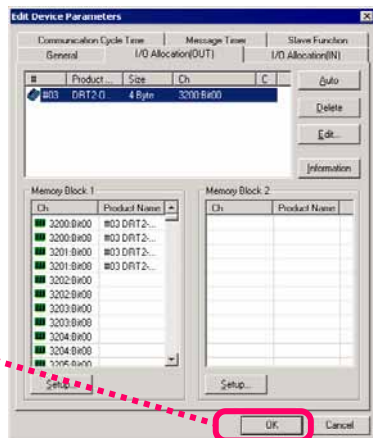 Edit Device Parameters
Communication Cycle Time Message Timer Slave Function
General I/O Allocation(OUT) I/O Allocation(IN)
# Product ... Size Ch C
#03 DRT2-O... 4 Byte 3200:Bit00
Auto
Delete
Edit...
Information
Memory Block 1
Ch Product Name
3200:Bit00 #03 DRT2-...
3200:Bit08 #03 DRT2-...
3201:Bit00 #03 DRT2-...
3201:Bit08 #03 DRT2-...
3202:Bit00
3202:Bit08
3203:Bit00
3203:Bit08
3204:Bit00
3204:Bit08
3205:Bit00
Setup...
Memory Block 2
Ch Product Name
Setup...
OK Cancel